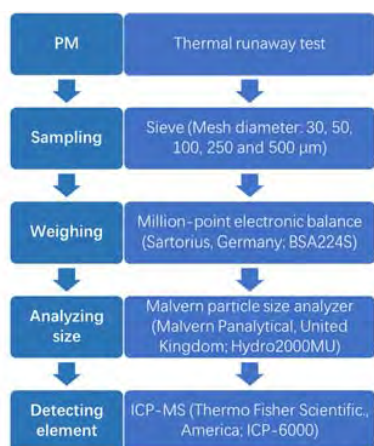 PM
Thermal runaway test
Sampling
Sieve (Mesh diameter: 30, 50,
100, 250 and 500 μm)
Weighing
Million-point electronic balance
(Sartorius, Germany; BSA224S)
Analyzing
size
Malvern particle size analyzer
(Malvern Panalytical, United
Kingdom; Hydro2000MU)
Detecting
element
ICP-MS (Thermo Fisher Scientific.,
America; ICP-6000)